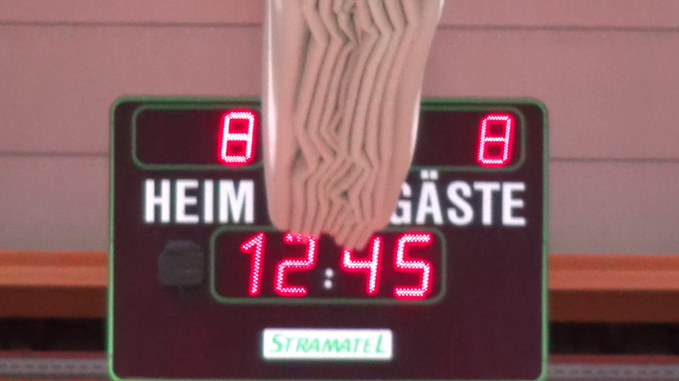 8 8
HEIM GÄSTE
12:45
STRAMATEL